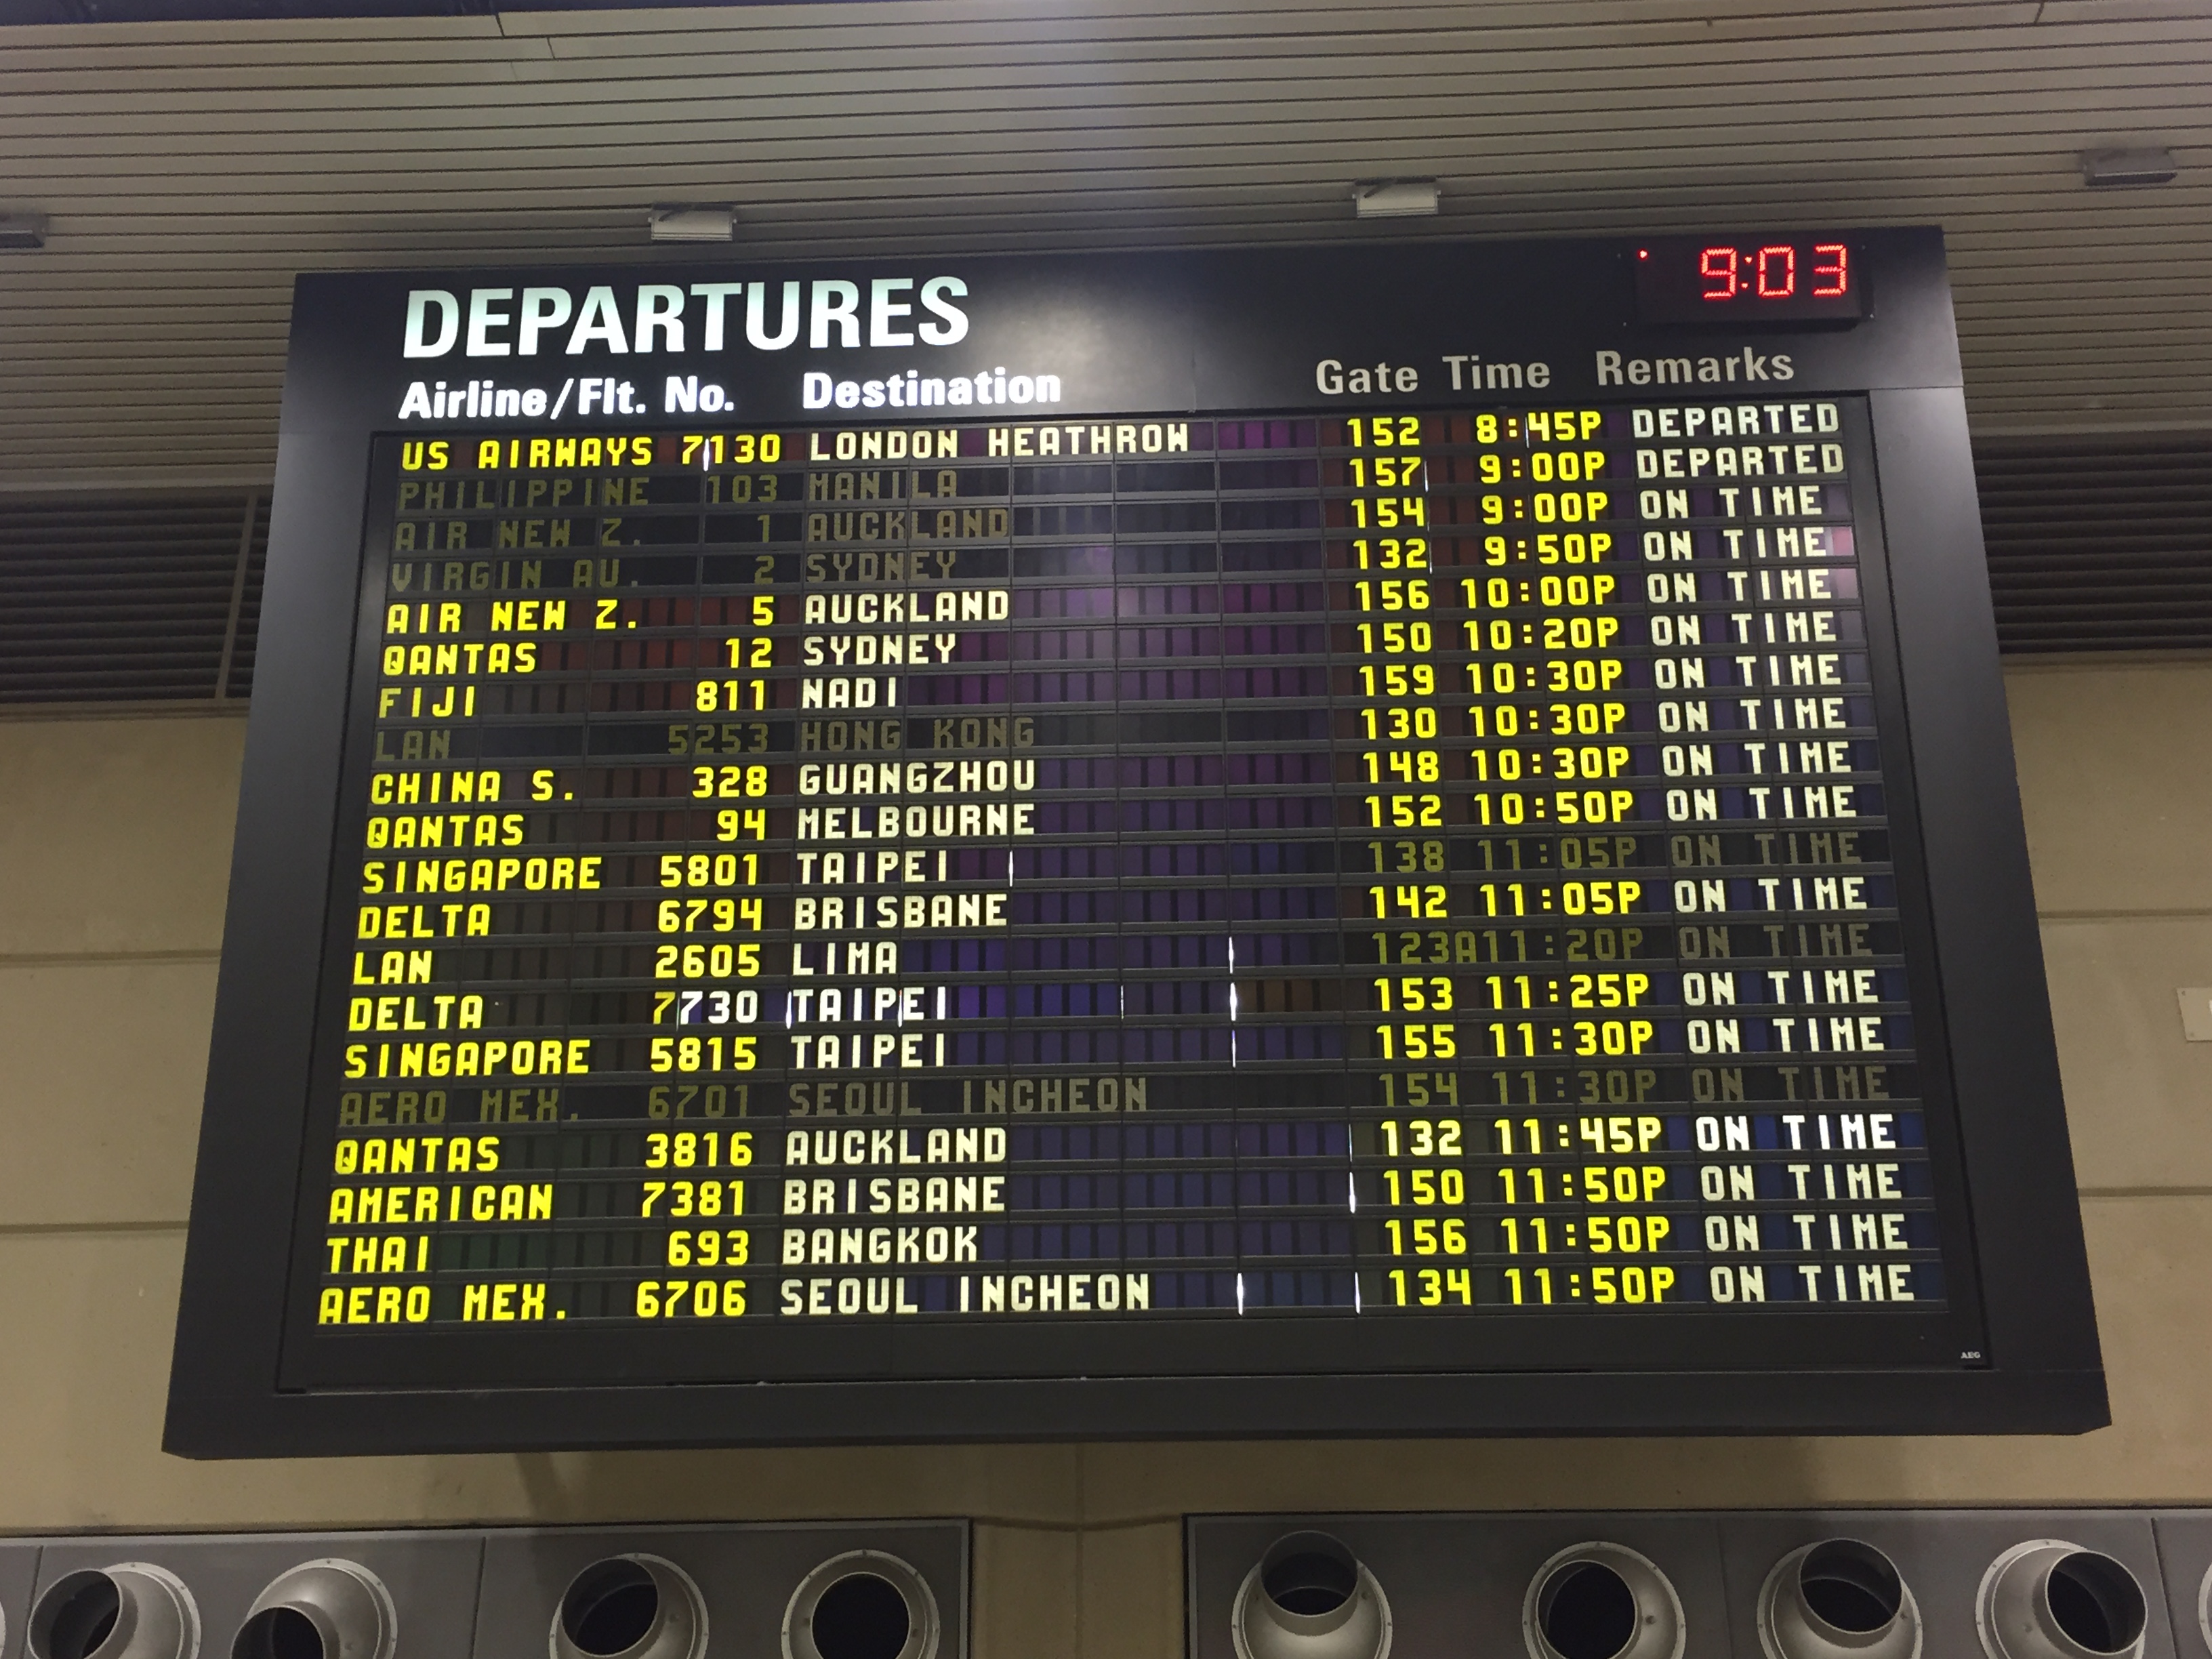 9:03
DEPARTURES
Airline/Flt. No. Destination Gate Time Remarks
US AIRWAYS 7130 LONDON HEATHROW 152 8:45P DEPARTED
PHILIPPINE 103 MANILA 157 9:00P DEPARTED
AIR NEW Z. 1 AUCKLAND 154 9:00P ON TIME
VIRGIN AU. 2 SYDNEY 132 9:50P ON TIME
AIR NEW Z. 5 AUCKLAND 156 10:00P ON TIME
QANTAS 12 SYDNEY 150 10:20P ON TIME
FIJI 811 NADI 159 10:30P ON TIME
LAN 5253 HONG KONG 130 10:30P ON TIME
CHINA S. 328 GUANGZHOU 148 10:30P ON TIME
QANTAS 94 MELBOURNE 152 10:50P ON TIME
SINGAPORE 5801 TAIPEI 138 11:05P ON TIME
DELTA 6794 BRISBANE 142 11:05P ON TIME
LAN 2605 LIMA 123A 11:20P ON TIME
DELTA 7730 TAIPEI 153 11:25P ON TIME
SINGAPORE 5815 TAIPEI 155 11:30P ON TIME
AERO MEX. 6701 SEOUL INCHEON 154 11:30P ON TIME
QANTAS 3816 AUCKLAND 132 11:45P ON TIME
AMERICAN 7381 BRISBANE 150 11:50P ON TIME
THAI 693 BANGKOK 156 11:50P ON TIME
AERO MEX. 6706 SEOUL INCHEON 134 11:50P ON TIME
AEG